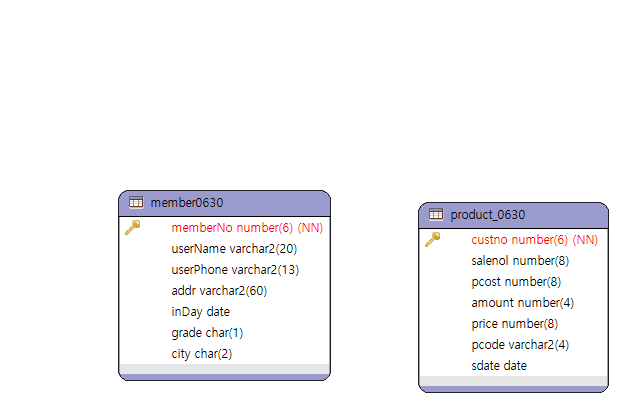 member0630
memberNo number(6) (NN)
userName varchar2(20)
userPhone varchar2(13)
addr varchar2(60)
inDay date
grade char(1)
city char(2)
product_0630
custno number(6) (NN)
salenol number(8)
pcost number(8)
amount number(4)
price number(8)
pcode varchar2(4)
sdate date